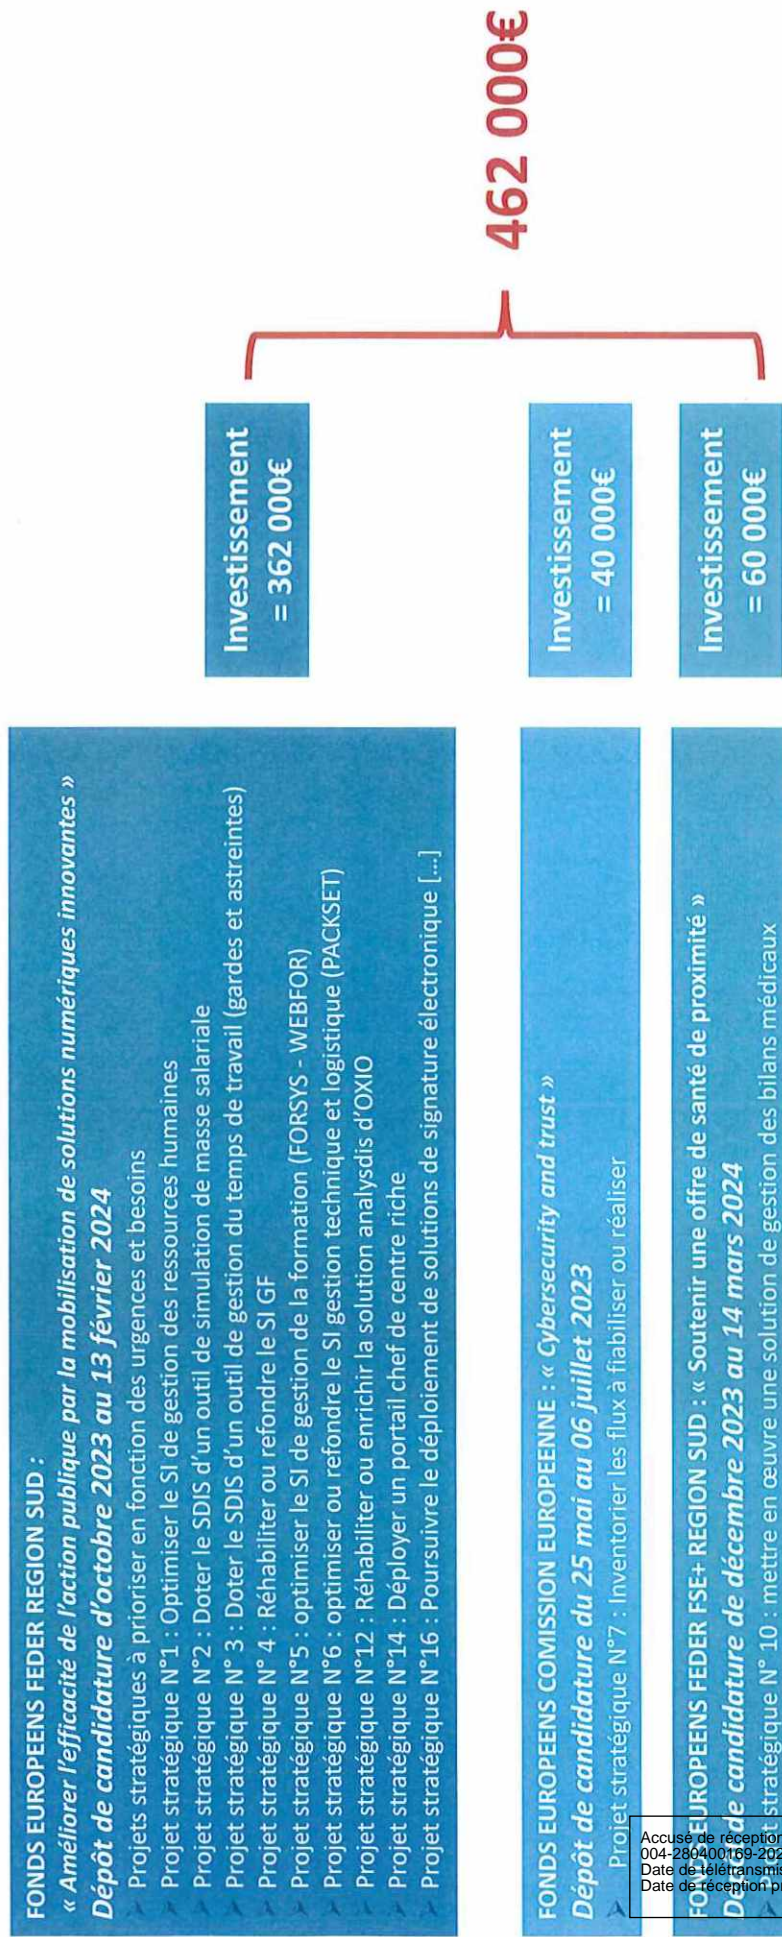 FONDS EUROPEENS FEDER REGION SUD :
« Améliorer l'efficacité de l'action publique par la mobilisation de solutions numériques innovantes »
Dépôt de candidature d'octobre 2023 au 13 février 2024
Projets stratégiques à prioriser en fonction des urgences et besoins
Projet stratégique N°1 : Optimiser le SI de gestion des ressources humaines
Projet stratégique N°2 : Doter le SDIS d'un outil de simulation de masse salariale
Projet stratégique N° 3 : Doter le SDIS d'un outil de gestion du temps de travail (gardes et astreintes)
Projet stratégique N° 4 : Réhabiliter ou refondre le SI GF
Projet stratégique N°5 : optimiser le SI de gestion de la formation (FORSYS - WEBFOR)
Projet stratégique N°6 : optimiser ou refondre le SI gestion technique et logistique (PACKSET)
Projet stratégique N°12 : Réhabiliter ou enrichir la solution analysdis d'OXIO
Projet stratégique N°14 : Déployer un portail chef de centre riche
Projet stratégique N°16 : Poursuivre le déploiement de solutions de signature électronique [...]
Investissement
= 362 000€
FONDS EUROPEENS COMISSION EUROPEENNE : « Cybersecurity and trust »
Dépôt de candidature du 25 mai au 06 juillet 2023
Projet stratégique N°7 : Inventorier les flux à fiabiliser ou réaliser
Investissement
= 40 000€
FONDS EUROPEENS FEDER FSE+ REGION SUD : « Soutenir une offre de santé de proximité »
Dépôt de candidature de décembre 2023 au 14 mars 2024
Projet stratégique N° 10 : mettre en œuvre une solution de gestion des bilans médicaux
Investissement
= 60 000€
462 000€
Accusé de réception
004-280400169-202
Date de télétransmis
Date de réception pr